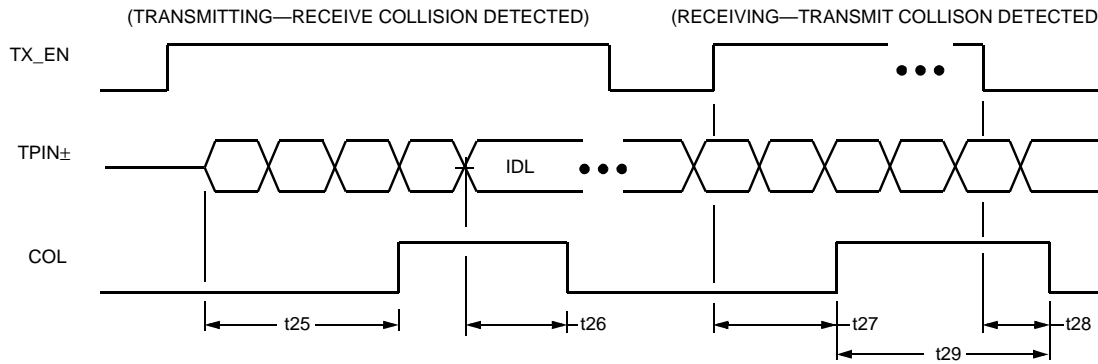 (TRANSMITTING—RECEIVE COLLISION DETECTED)
(RECEIVING—TRANSMIT COLLISON DETECTED
TX_EN
TPIN±
IDL
COL
t25
t26
t27
t28
t29